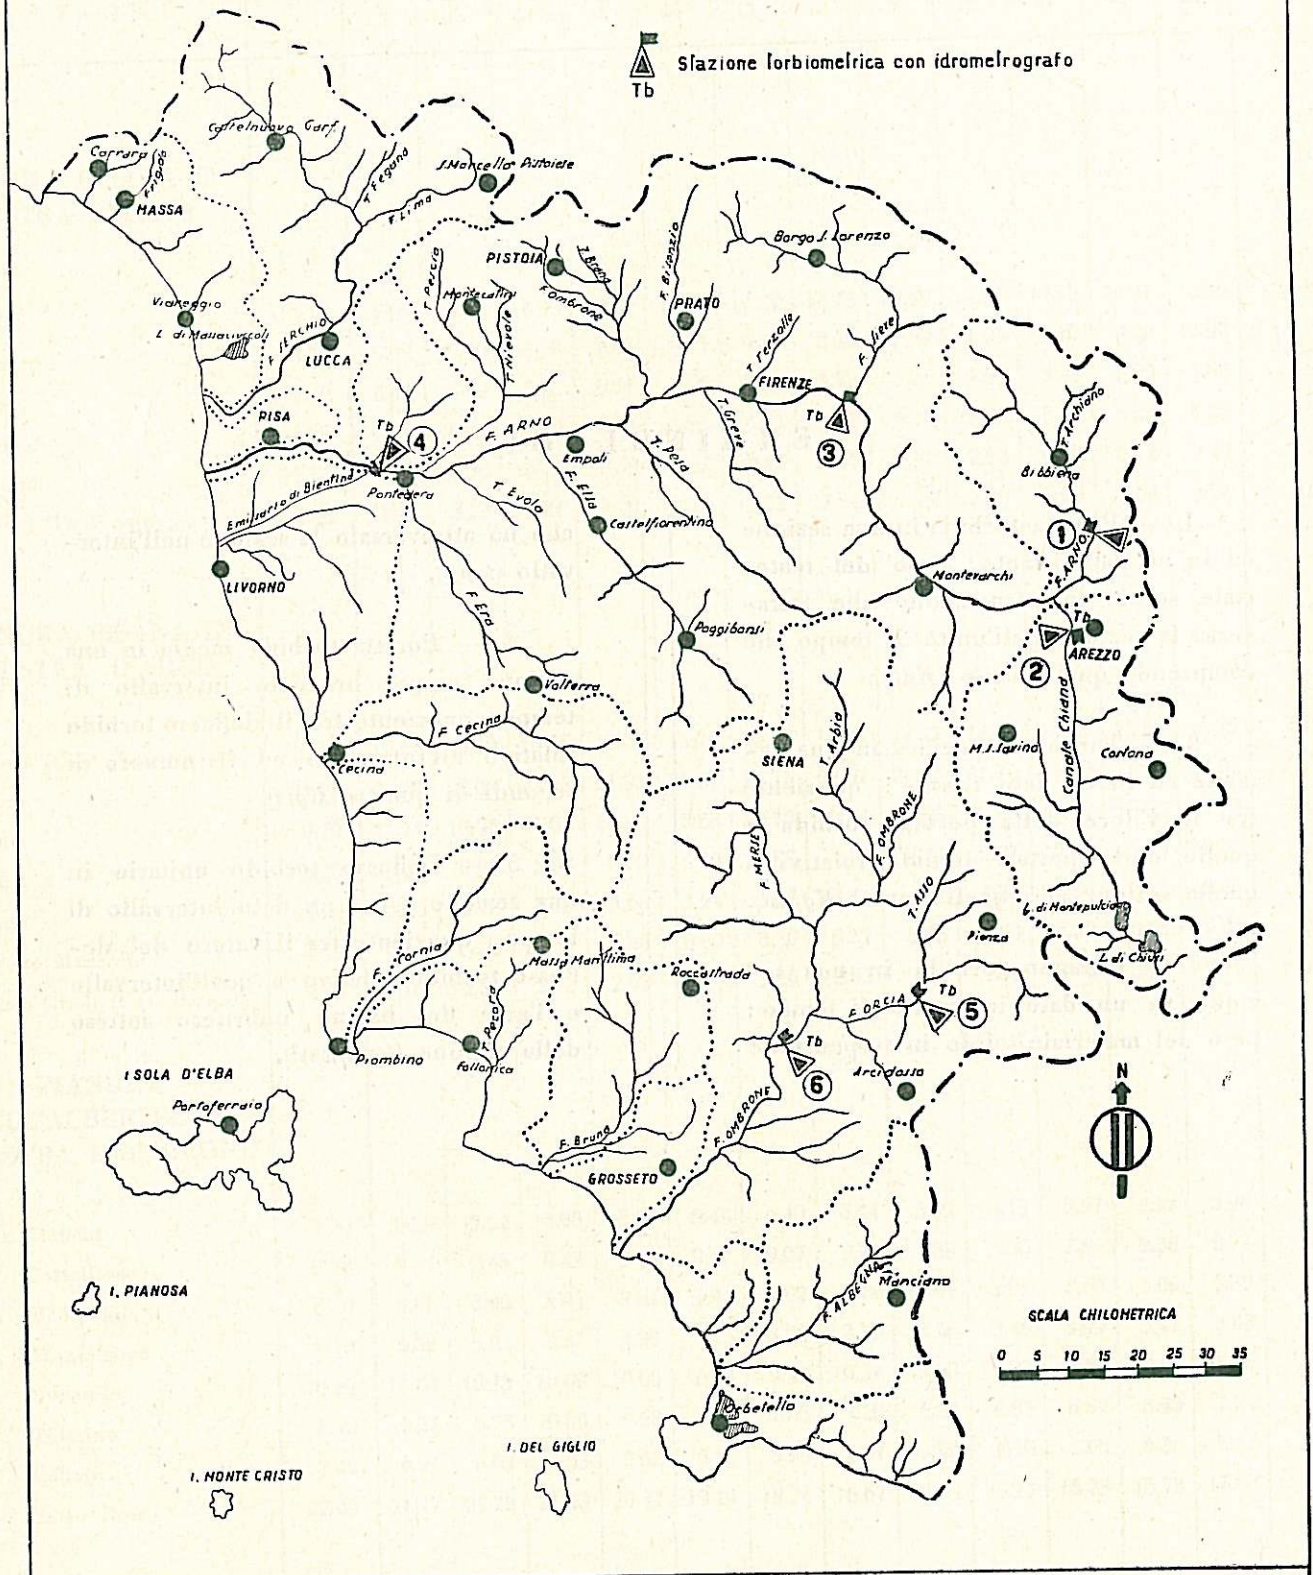 Stazione torbiometrica con idrometrografo
Tb
Castelnuovo Garf.
Carrara
Frigido
MASSA
T. Fegana
S. Marcello Pistoiese
F. Lima
PISTOIA
T. Brana
F. Ombrone
F. Bisenzio
Borgo S. Lorenzo
T. Pescia
Montecatini
T. Nievole
PRATO
Viareggio
L. di Massaciuccoli
F. SERCHIO
LUCCA
T. Terzolle
F. Sieve
FIRENZE
PISA
Tb
4
F. ARNO
T. Greve
Tb
3
T. Archiano
Empoli
T. Pesa
Bibbiena
Emissario di Bientina
Pontedera
T. Evola
F. Elsa
Castelfiorentino
1
F. ARNO
LIVORNO
Montevarchi
F. Era
Poggibonsi
Tb
AREZZO
2
Volterra
F. Cecina
Cecina
SIENA
T. Arbia
M. S. Savino
Canale Chiana
Cortona
F. MERSE
F. OMBRONE
T. ASSO
L. di Montepulciano
Pienza
L. di Chiusi
F. Cornia
Massa Marittima
Roccastrada
F. ORCIA
Tb
5
T. Pecora
Piombino
Follonica
Tb
6
Arcidosso
N
ISOLA D'ELBA
Portoferraio
F. Bruna
F. OMBRONE
GROSSETO
I. PIANOSA
F. ALBEGNA
Manciano
SCALA CHILOMETRICA
0 5 10 15 20 25 30 35
Orbetello
I. DEL GIGLIO
I. MONTE CRISTO